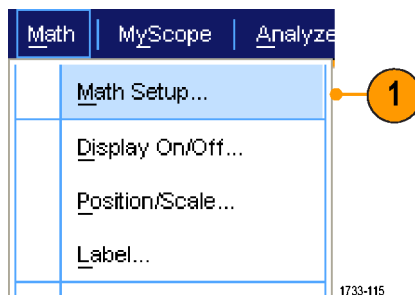 Math | MyScope | Analyze
Math Setup...
1
Display On/Off...
Position/Scale...
Label...
1733-115